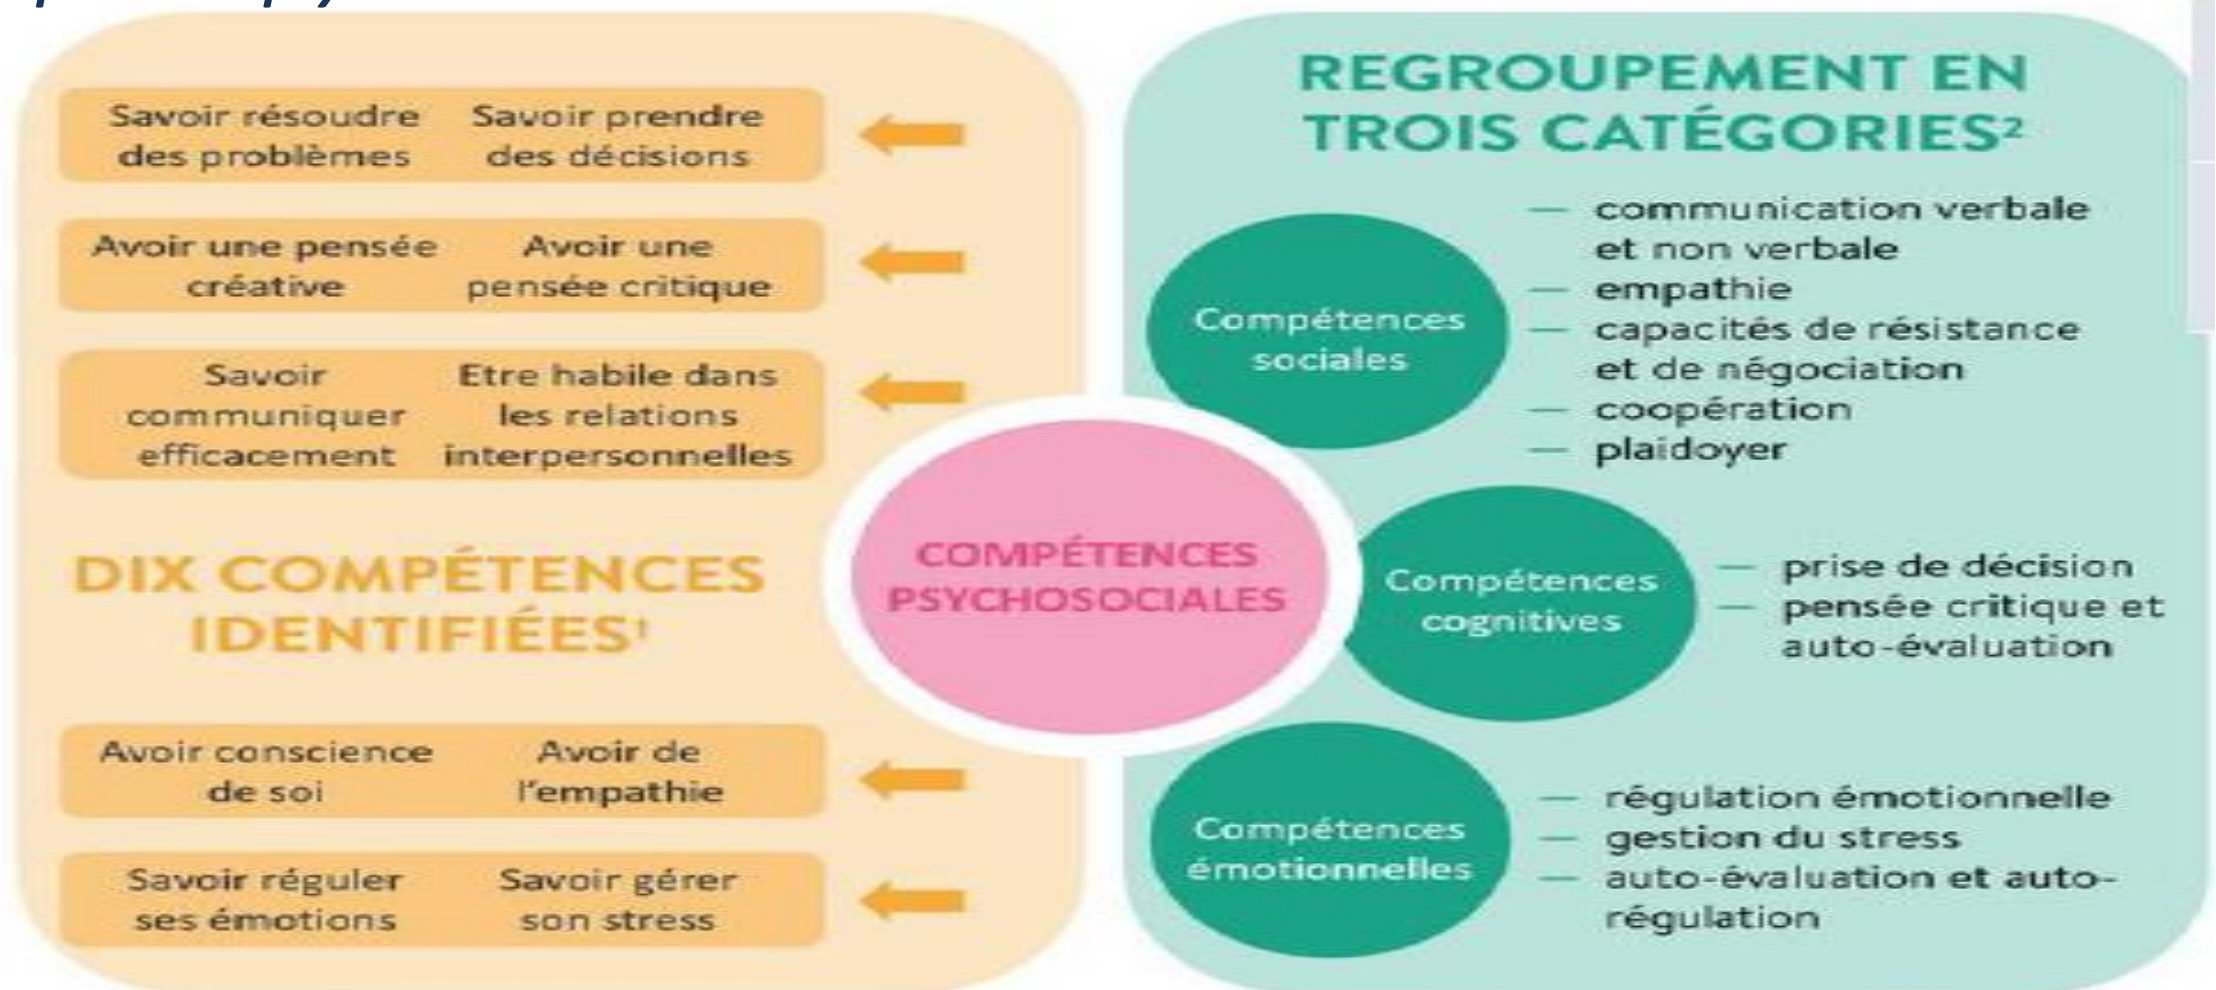 Savoir résoudre
des problèmes
Savoir prendre
des décisions
Avoir une pensée
créative
Avoir une
pensée critique
Savoir
communiquer
efficacement
Etre habile dans
les relations
interpersonnelles
DIX COMPÉTENCES
IDENTIFIÉES¹
Avoir conscience
de soi
Avoir de
l'empathie
Savoir réguler
ses émotions
Savoir gérer
son stress
COMPÉTENCES
PSYCHOSOCIALES
REGROUPEMENT EN
TROIS CATÉGORIES²
Compétences
sociales
— communication verbale
et non verbale
— empathie
— capacités de résistance
et de négociation
— coopération
— plaidoyer
Compétences
cognitives
— prise de décision
— pensée critique et
auto-évaluation
Compétences
émotionnelles
— régulation émotionnelle
— gestion du stress
— auto-évaluation et auto-
régulation